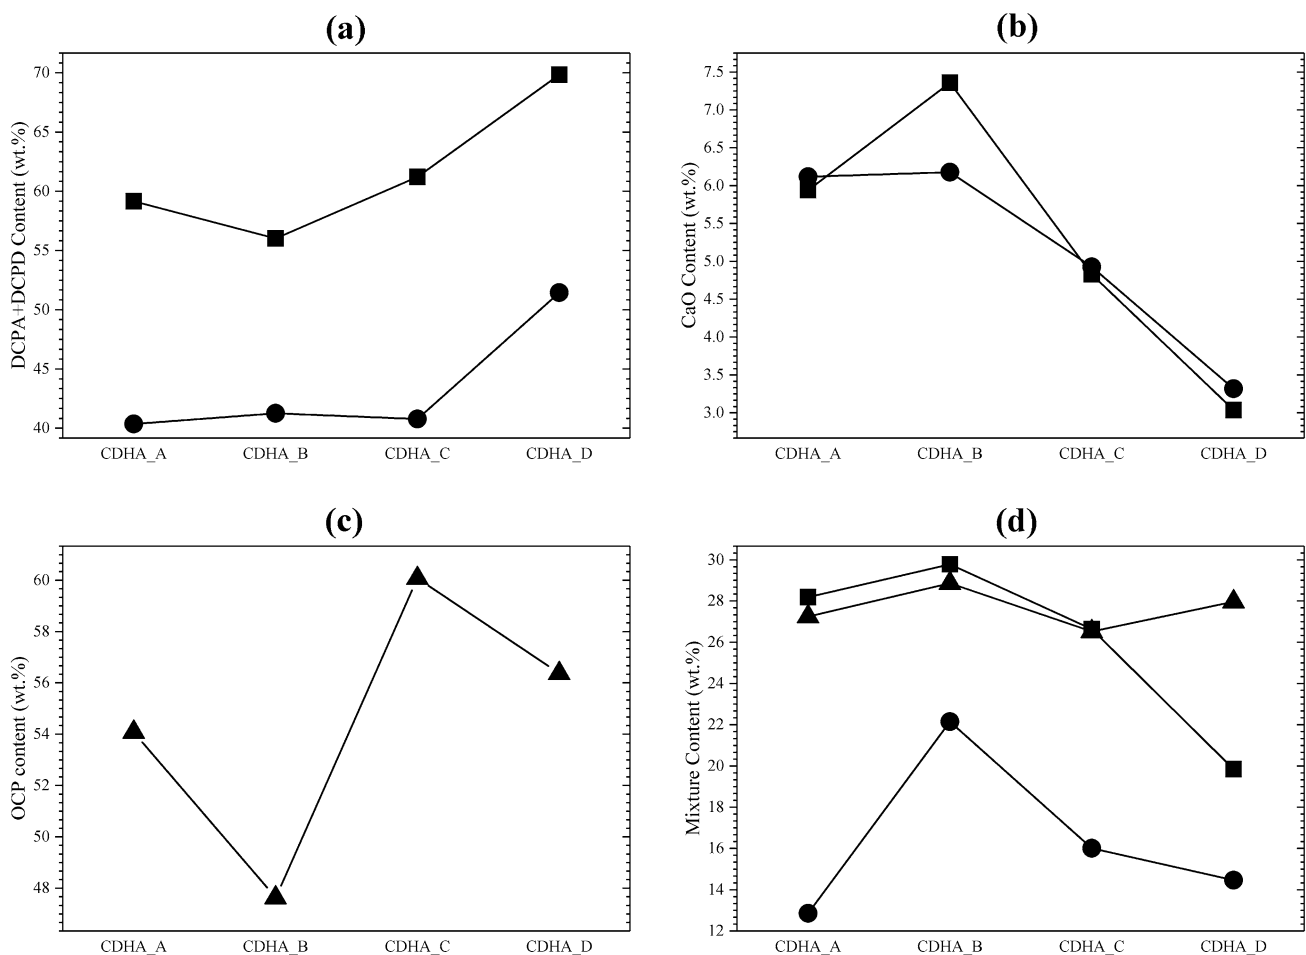 (a)
DCPA+DCPD Content (wt.%)
70
65
60
55
50
45
40
CDHA_A CDHA_B CDHA_C CDHA_D
(b)
CaO Content (wt.%)
7.5
7.0
6.5
6.0
5.5
5.0
4.5
4.0
3.5
3.0
CDHA_A CDHA_B CDHA_C CDHA_D
(c)
OCP content (wt.%)
60
58
56
54
52
50
48
CDHA_A CDHA_B CDHA_C CDHA_D
(d)
Mixture Content (wt.%)
30
28
26
24
22
20
18
16
14
12
CDHA_A CDHA_B CDHA_C CDHA_D